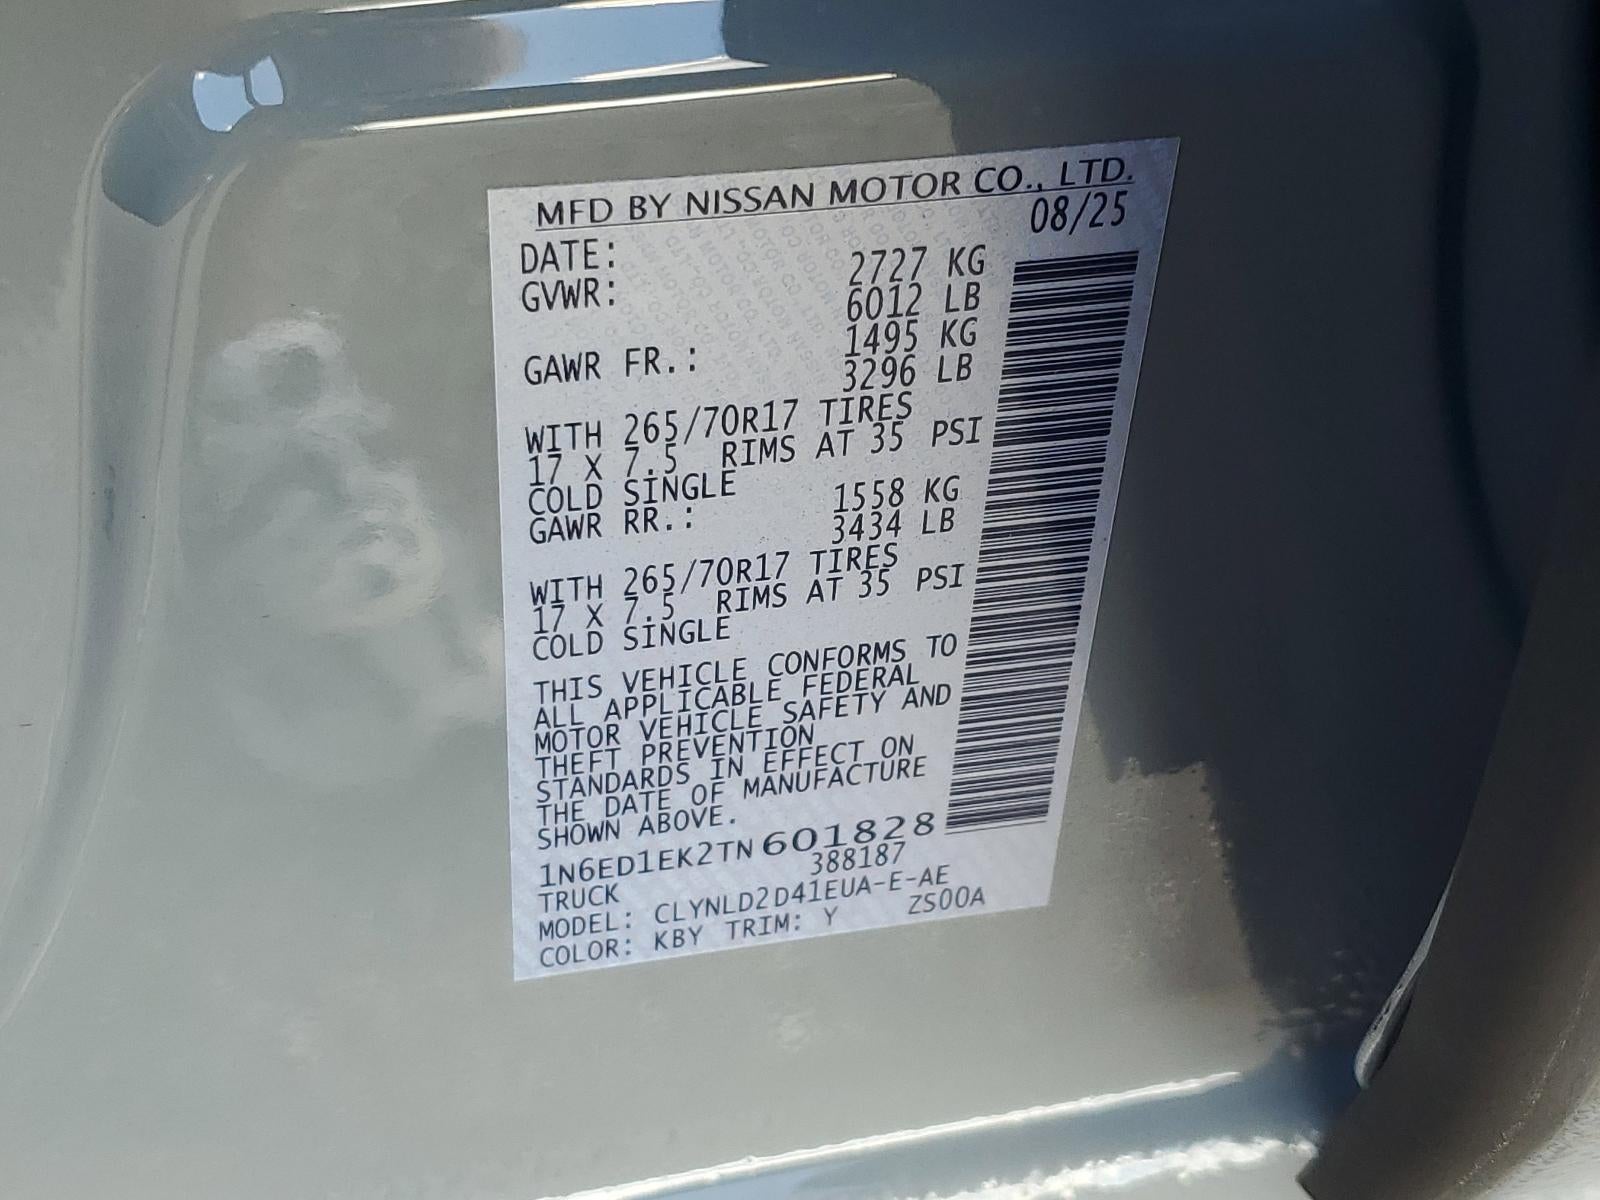 MFD BY NISSAN MOTOR CO., LTD.
DATE: 08/25
GVWR: 2727 KG
6012 LB
GAWR FR.: 1495 KG
3296 LB
WITH 265/70R17 TIRES
17 X 7.5 RIMS AT 35 PSI
COLD SINGLE
GAWR RR.: 1558 KG
3434 LB
WITH 265/70R17 TIRES
17 X 7.5 RIMS AT 35 PSI
COLD SINGLE
THIS VEHICLE CONFORMS TO
ALL APPLICABLE FEDERAL
MOTOR VEHICLE SAFETY AND
THEFT PREVENTION
STANDARDS IN EFFECT ON
THE DATE OF MANUFACTURE
SHOWN ABOVE.
1N6ED1EK2TN601828
TRUCK 388187
MODEL: CLYNLD2D41EUA-E-AE
COLOR: KBY TRIM: Y ZS00A